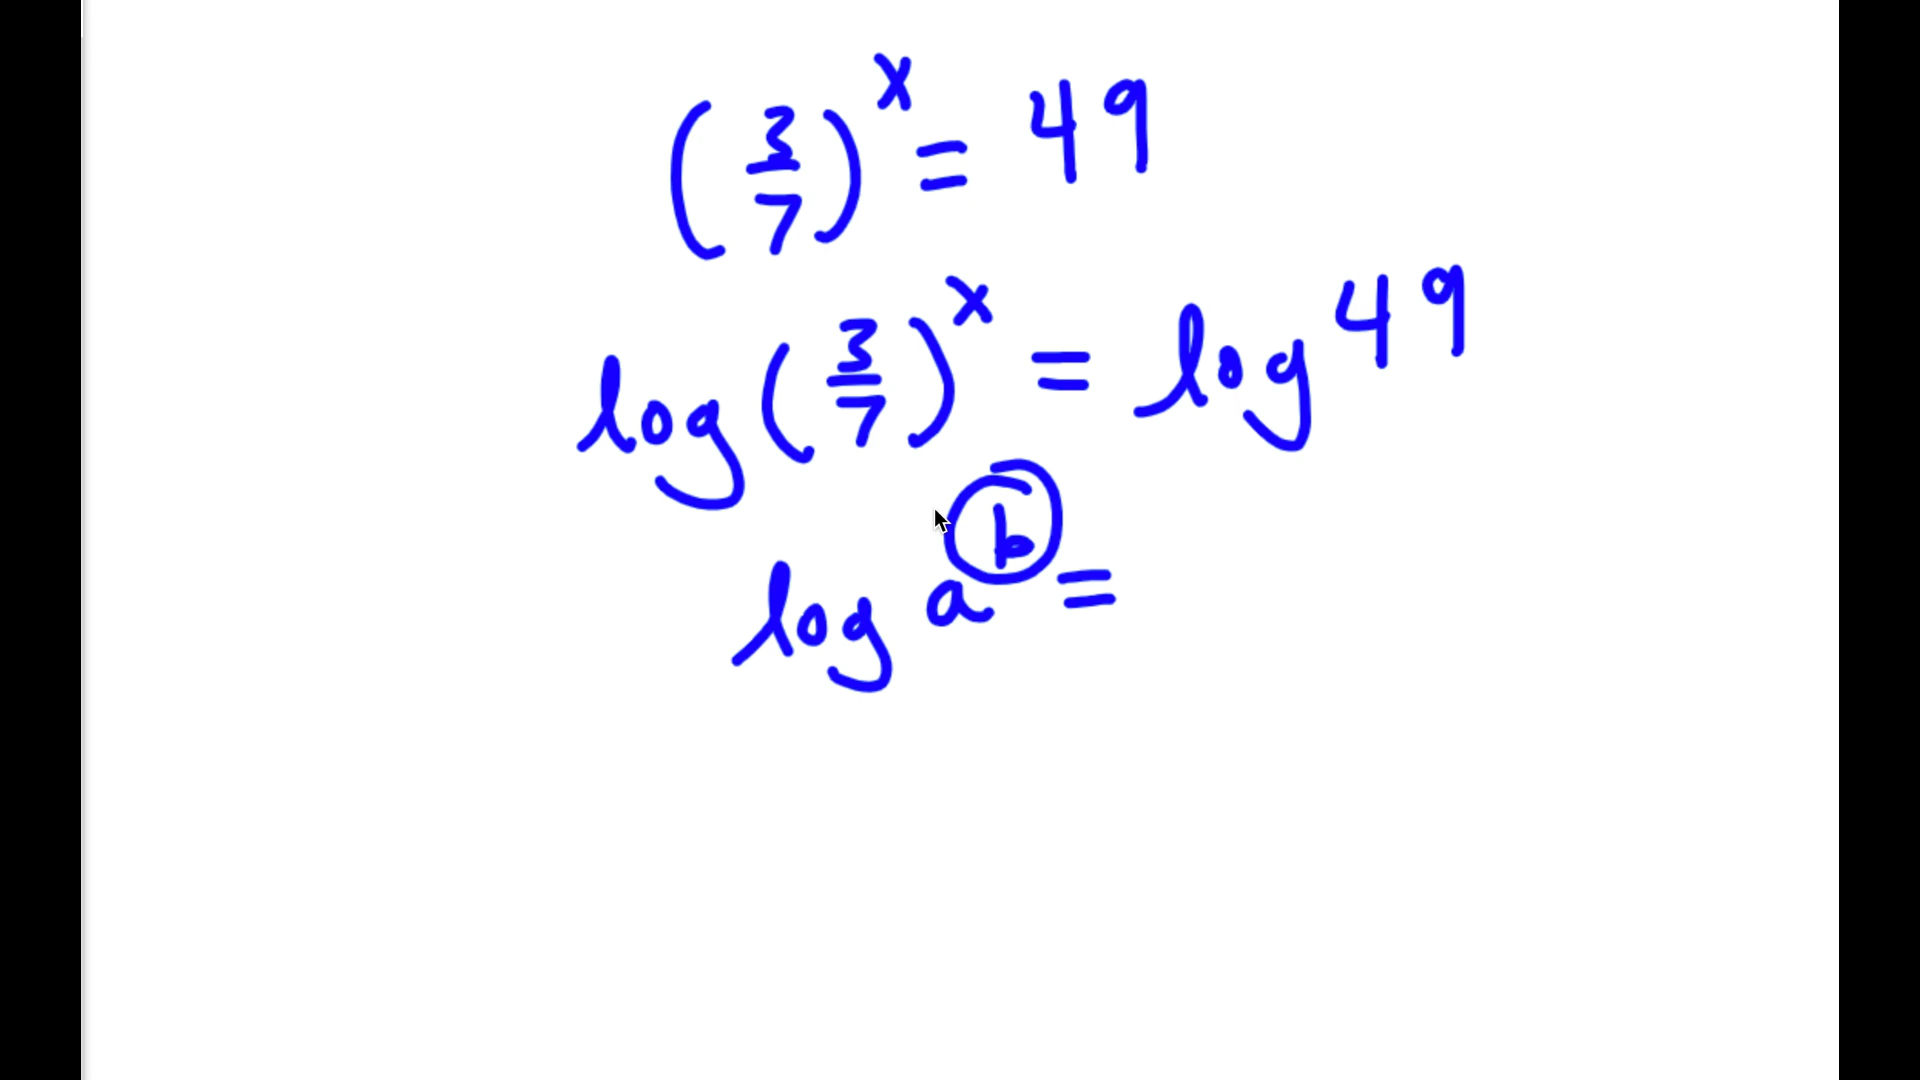 (3/7)^x = 49
log (3/7)^x = log 49
log a^b =